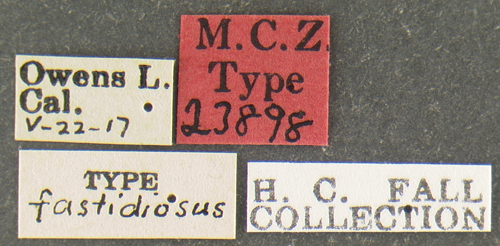 Owens L.
Cal.
V-22-17
M.C.Z.
Type
23898
TYPE
fastidiosus
H. C. FALL
COLLECTION